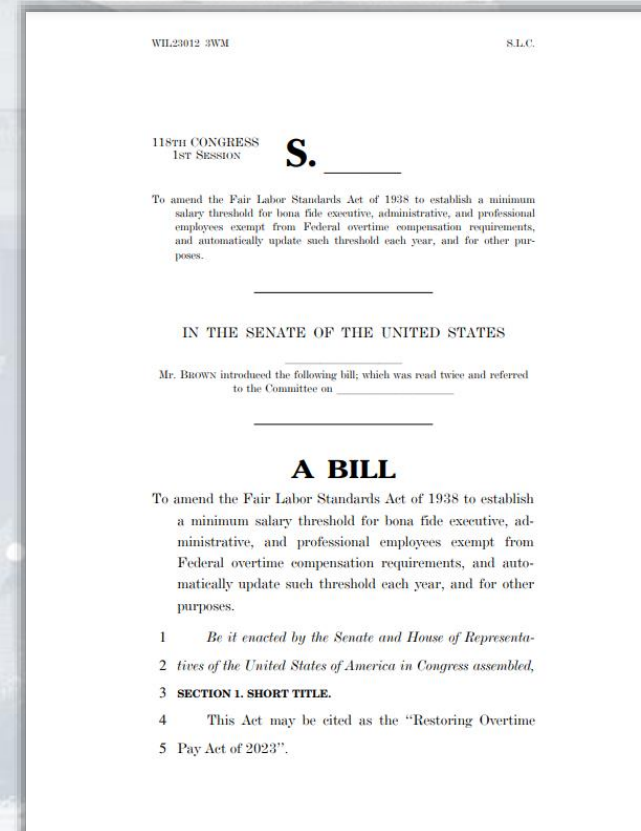 WIL23012 3WM S.L.C.
118TH CONGRESS
1ST SESSION
S.
To amend the Fair Labor Standards Act of 1938 to establish a minimum
salary threshold for bona fide executive, administrative, and professional
employees exempt from Federal overtime compensation requirements,
and automatically update such threshold each year, and for other pur-
poses.
IN THE SENATE OF THE UNITED STATES
Mr. BROWN introduced the following bill; which was read twice and referred
to the Committee on
A BILL
To amend the Fair Labor Standards Act of 1938 to establish
a minimum salary threshold for bona fide executive, ad-
ministrative, and professional employees exempt from
Federal overtime compensation requirements, and auto-
matically update such threshold each year, and for other
purposes.
1 Be it enacted by the Senate and House of Representa-
2 tives of the United States of America in Congress assembled,
3 SECTION 1. SHORT TITLE.
4 This Act may be cited as the ‘‘Restoring Overtime
5 Pay Act of 2023’’.